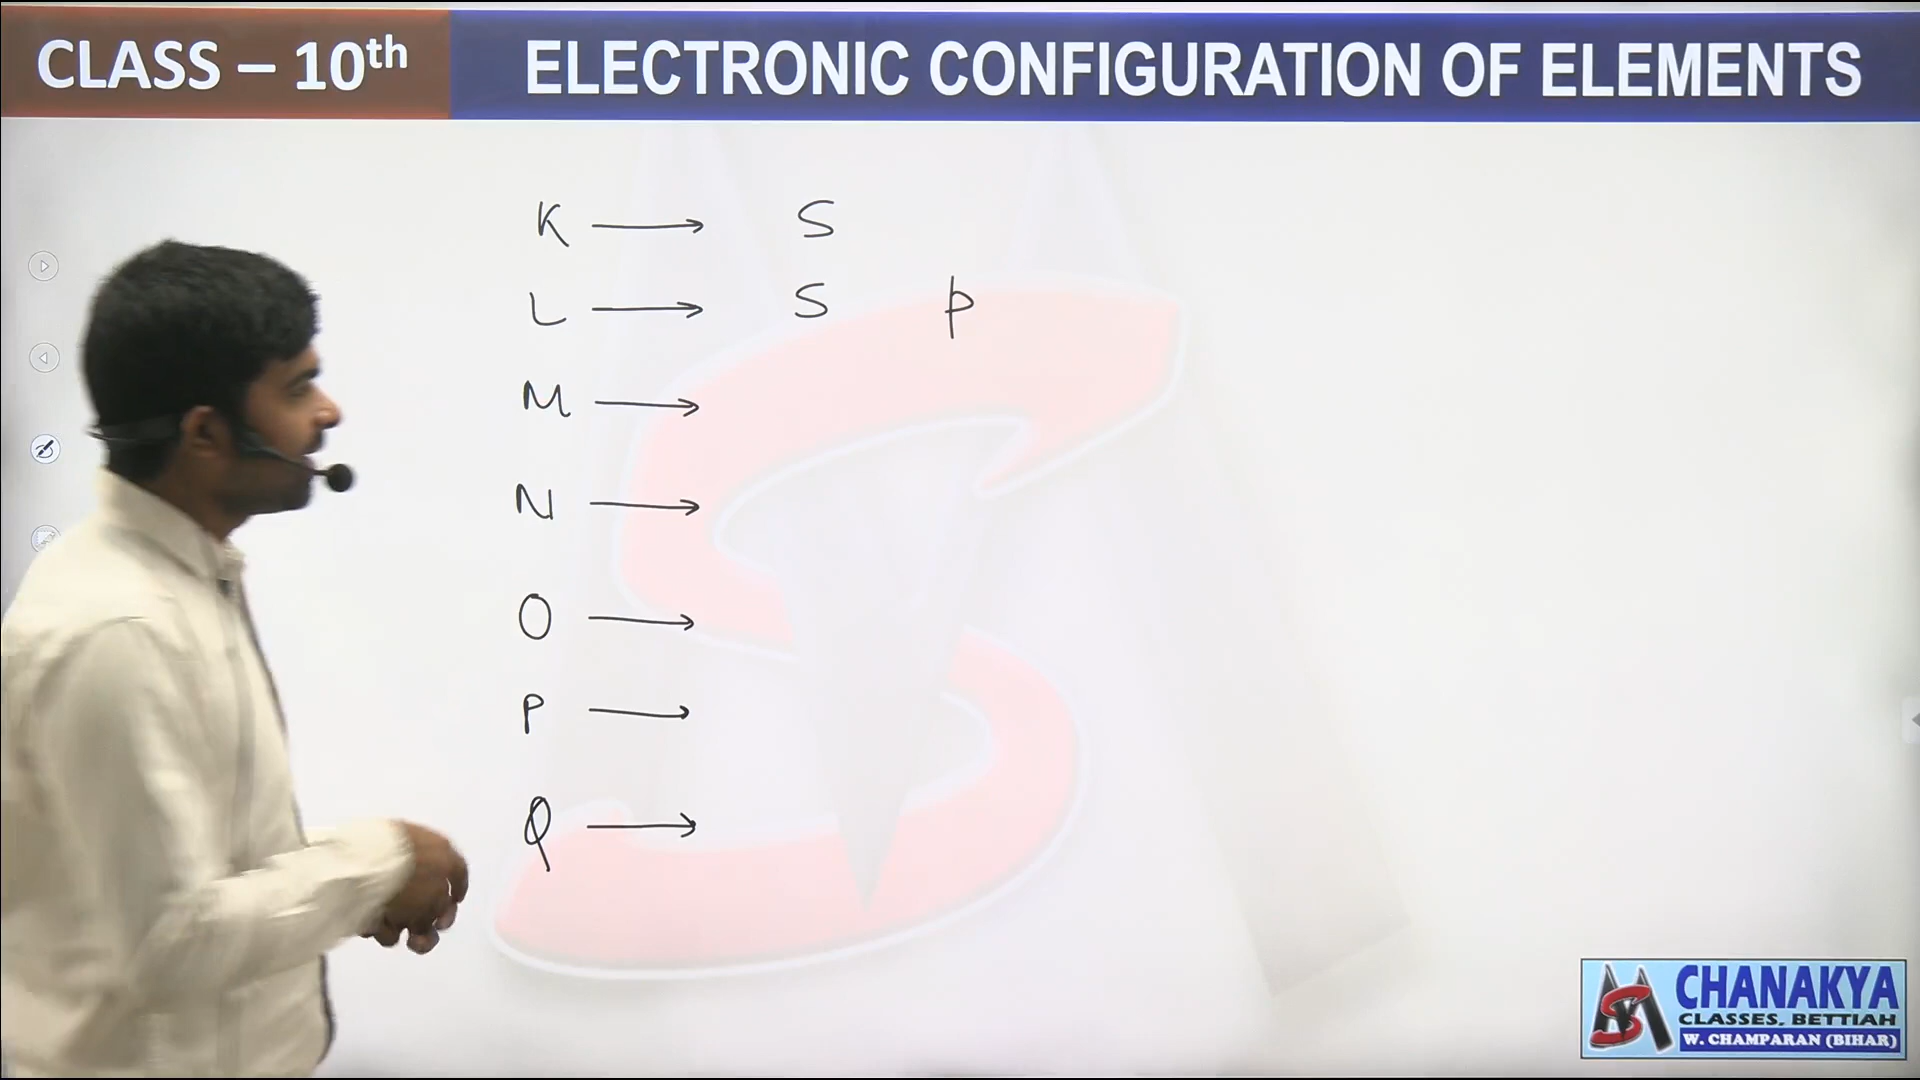 CLASS – 10th
ELECTRONIC CONFIGURATION OF ELEMENTS
K → S
L → S p
M →
N →
O →
P →
Q →
CHANAKYA
CLASSES, BETTIAH
W. CHAMPARAN (BIHAR)